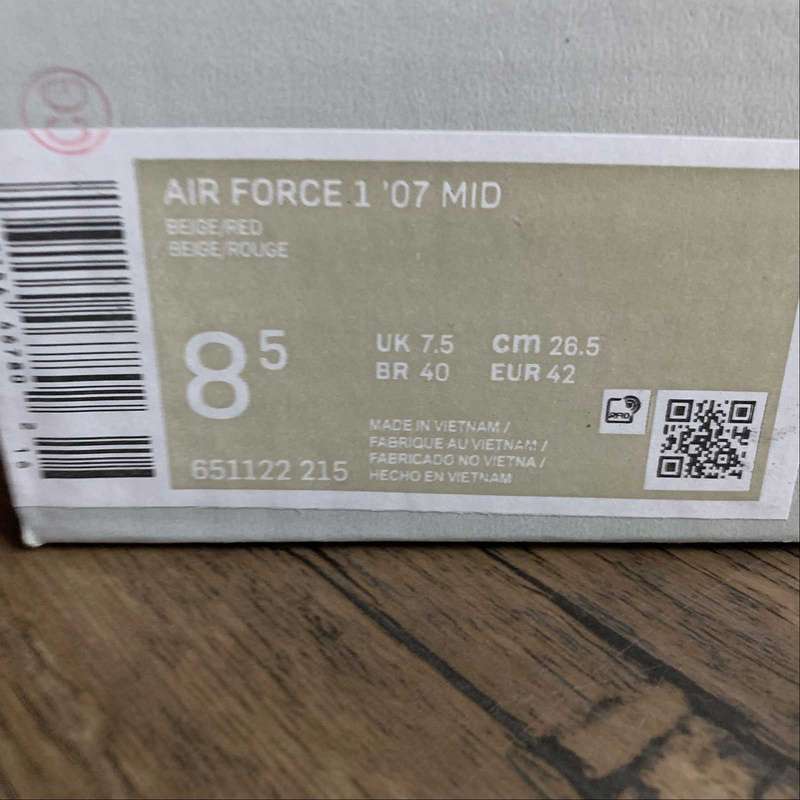 AIR FORCE 1 '07 MID
BEIGE/RED
BEIGE/ROUGE
8 5
UK 7.5 cm 26.5
BR 40 EUR 42
MADE IN VIETNAM /
FABRIQUE AU VIETNAM /
FABRICADO NO VIETNA /
HECHO EN VIETNAM
651122 215
RFID